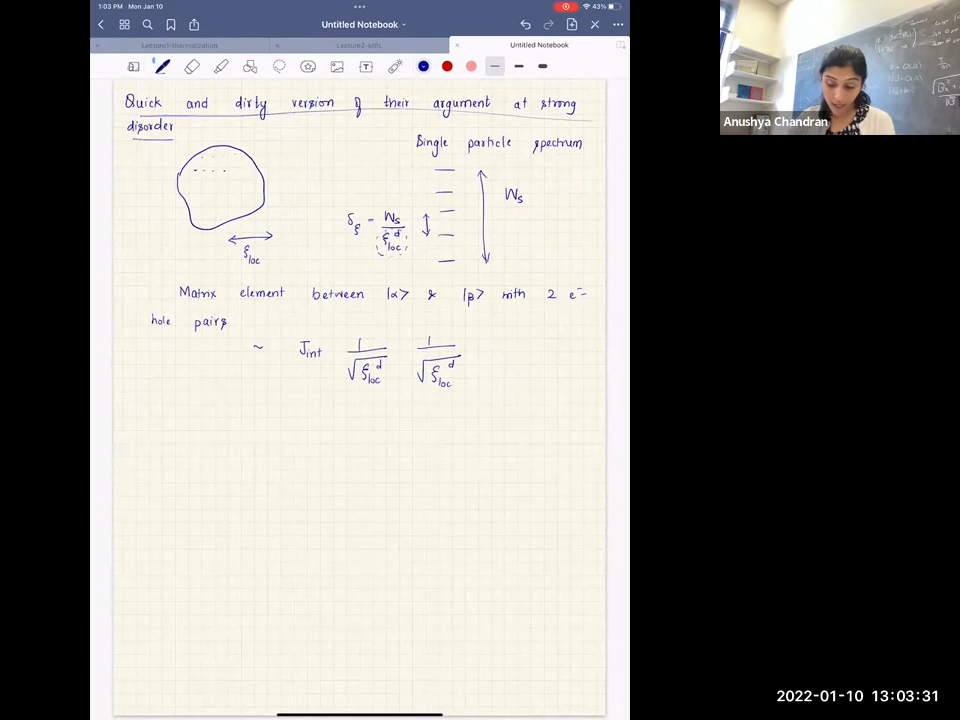 1:03 PM Mon Jan 10
43%
Untitled Notebook
Lecture1-thermalization
Lecture2-MBL
Untitled Notebook
Quick and dirty version of their argument at strong
disorder
Single particle spectrum
W_s
δ_ξ = W_s / ξ_loc^d
ξ_loc
Matrix element between |α> & |β> with 2 e-
hole pairs
~ J_int 1/√(ξ_loc^d) 1/√(ξ_loc^d)
Anushya Chandran
2022-01-10 13:03:31